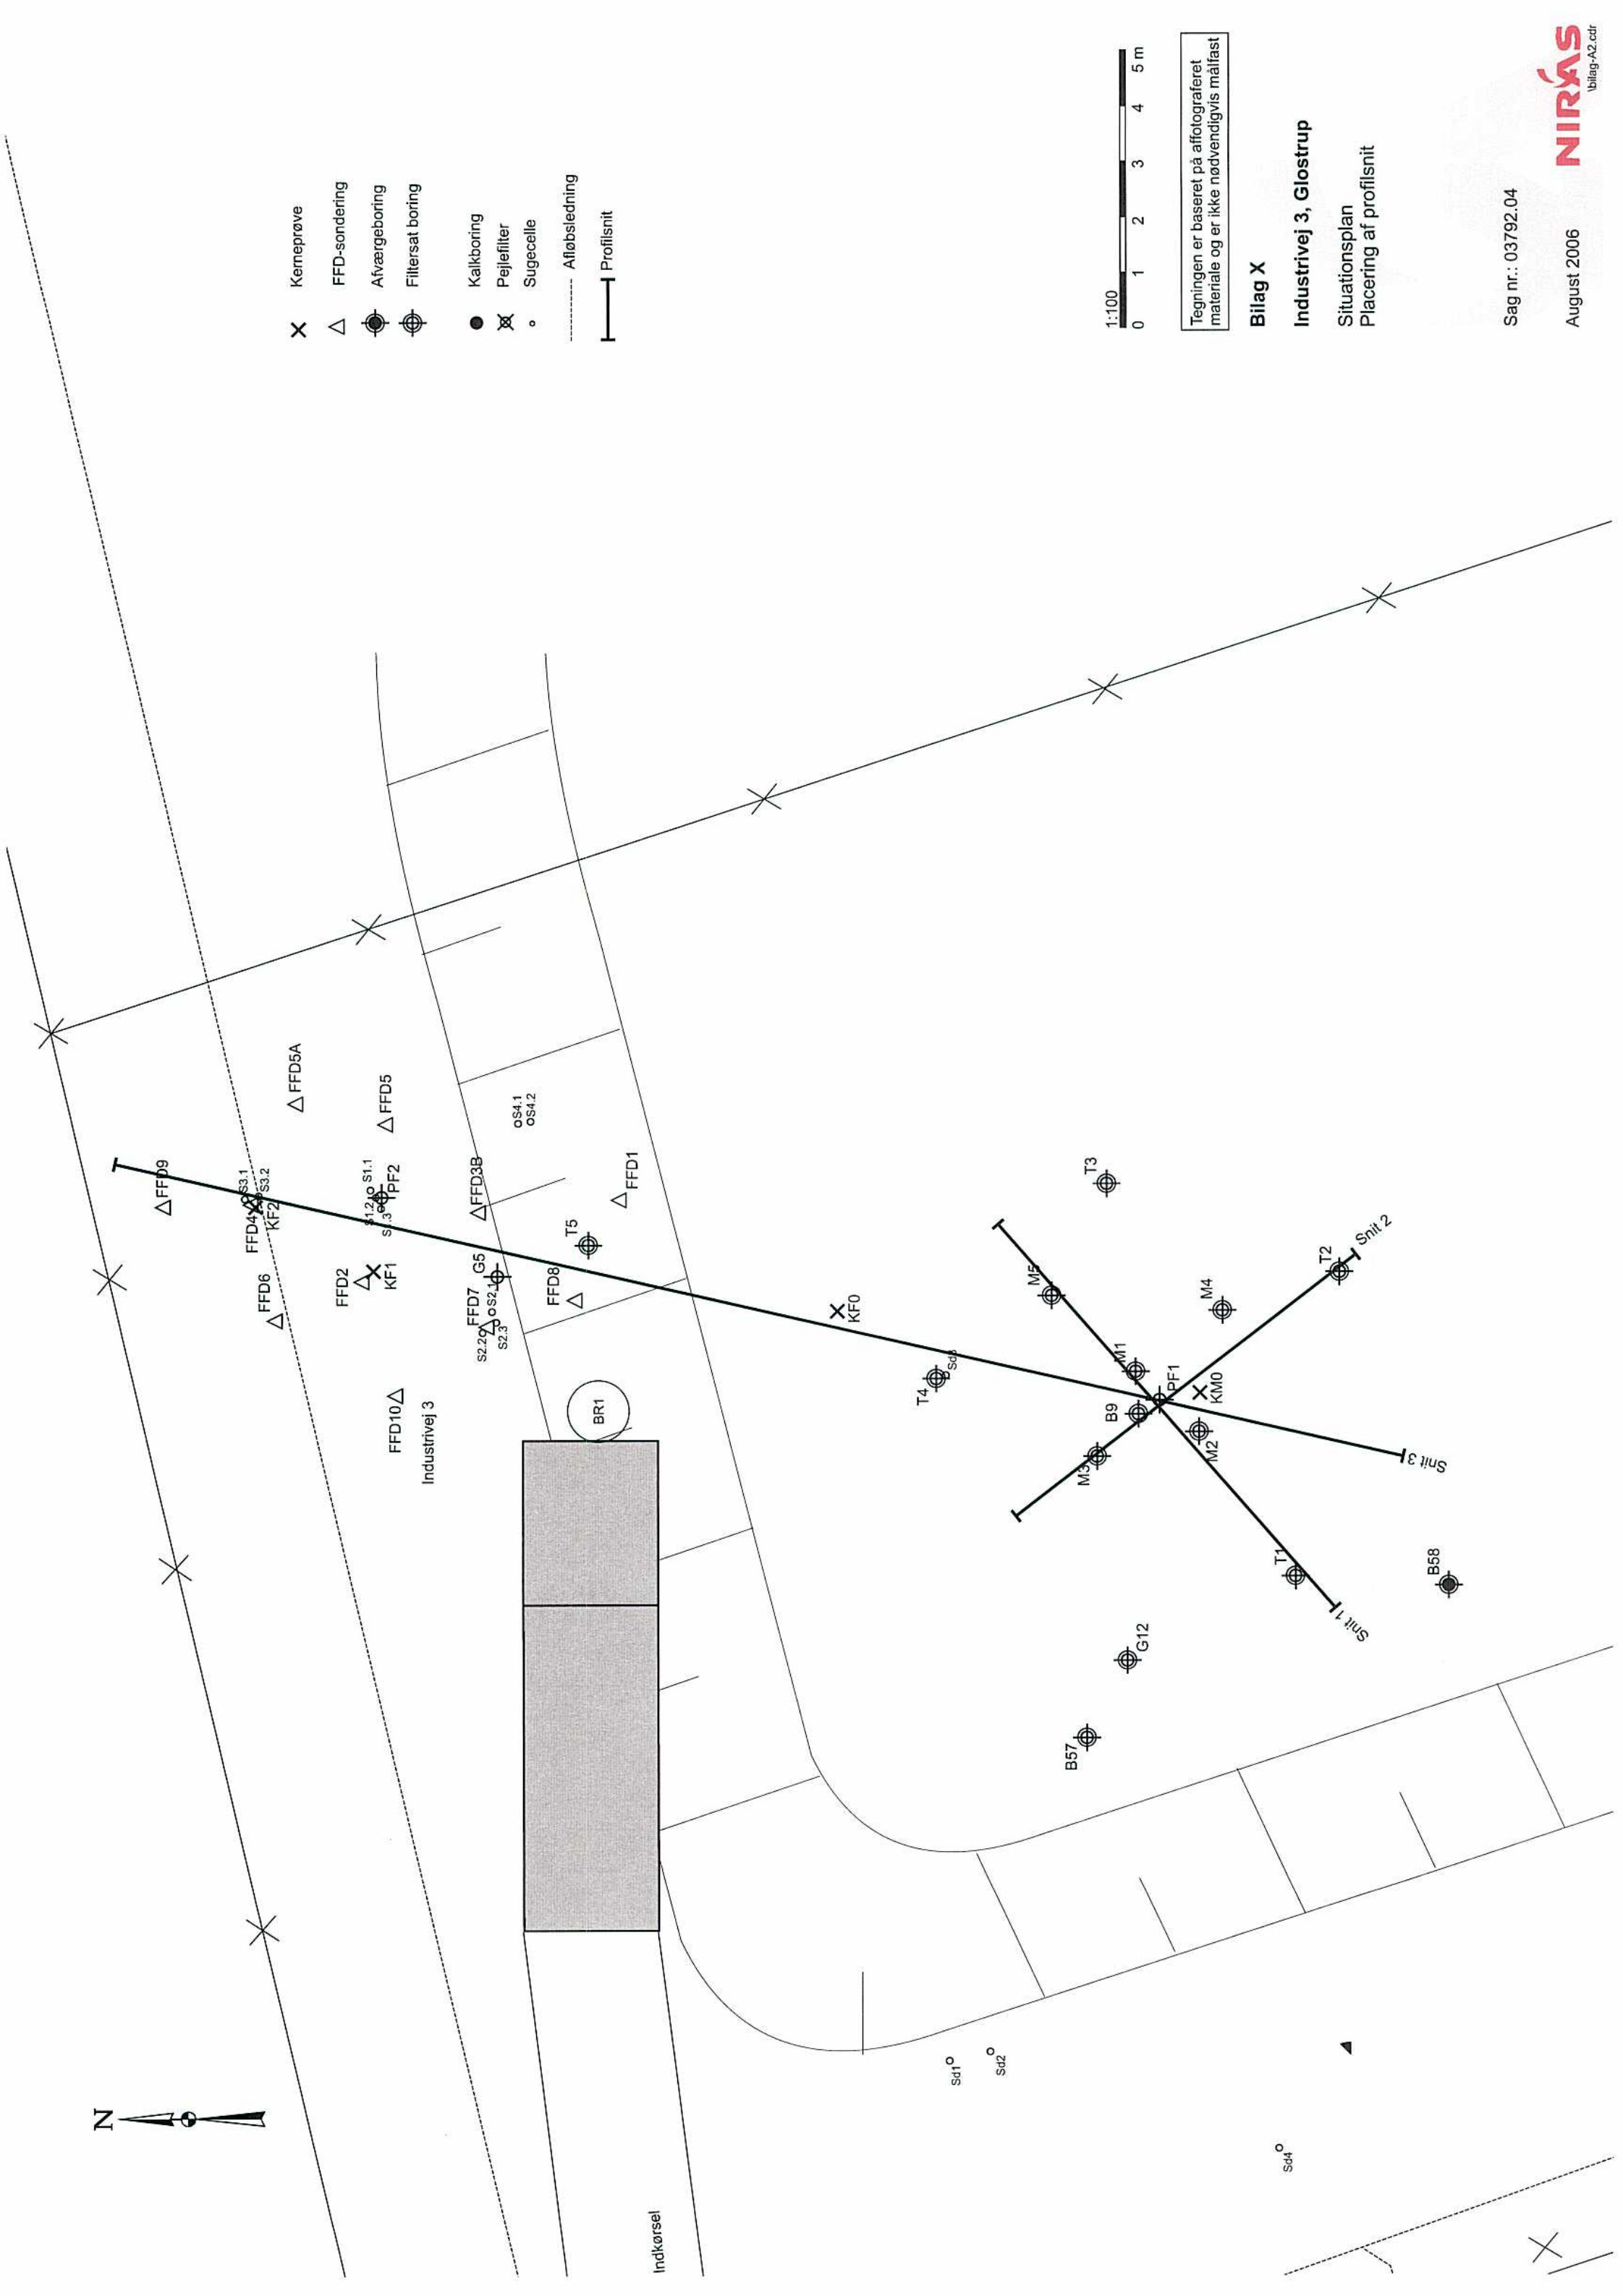 N
Indkørsel
Industrivej 3
BR1
FFD9
S3.1
S3.2
FFD4
KF2
FFD6
FFD5A
FFD5
S1.1
S1.2
PF2
FFD2
KF1
FFD10
FFD3B
G5
FFD7
S2.2
S2.3
S4.1
S4.2
T5
FFD8
FFD1
KF0
T4
Sd3
T3
M5
M1
M4
T2
PF1
KM0
B9
M3
M2
T1
G12
B57
B58
Sd1
Sd2
Sd4
Snit 1
Snit 2
Snit 3
Kerneprøve
FFD-sondering
Afværgeboring
Filtersat boring
Kalkboring
Pejlefilter
Sugecelle
Afløbsledning
Profilsnit
1:100
0 1 2 3 4 5 m
Tegningen er baseret på affotograferet
materiale og er ikke nødvendigvis målfast
Bilag X
Industrivej 3, Glostrup
Situationsplan
Placering af profilsnit
Sag nr.: 03792.04
August 2006
NIRAS
\bilag-A2.cdr